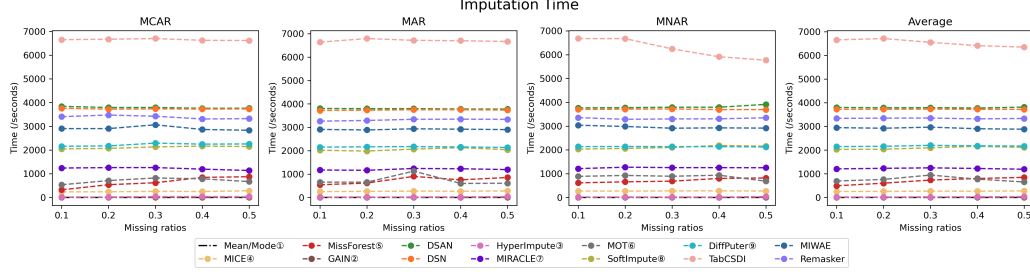 Imputation Time
MCAR
MAR
MNAR
Average
Time (/seconds)
7000
6000
5000
4000
3000
2000
1000
0
0.1 0.2 0.3 0.4 0.5
Missing ratios
Time (/seconds)
7000
6000
5000
4000
3000
2000
1000
0
0.1 0.2 0.3 0.4 0.5
Missing ratios
Time (/seconds)
7000
6000
5000
4000
3000
2000
1000
0
0.1 0.2 0.3 0.4 0.5
Missing ratios
Time (/seconds)
7000
6000
5000
4000
3000
2000
1000
0
0.1 0.2 0.3 0.4 0.5
Missing ratios
Mean/Mode① MissForest⑤ DSAN HyperImpute③ MOT⑥ DiffPuter⑨ MIWAE
MICE④ GAIN② DSN MIRACLE⑦ SoftImpute⑧ TabCSDI Remasker